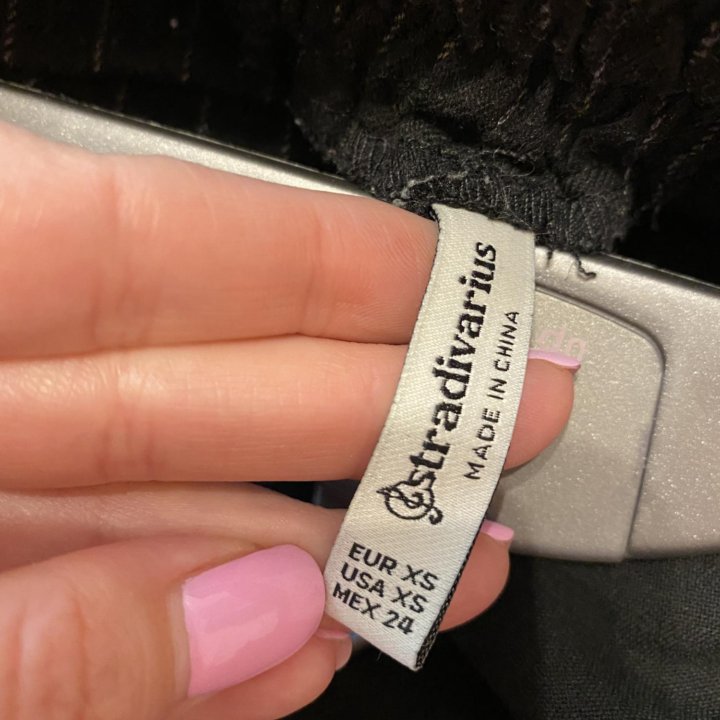 stradivarius
MADE IN CHINA
EUR XS
USA XS
MEX 24